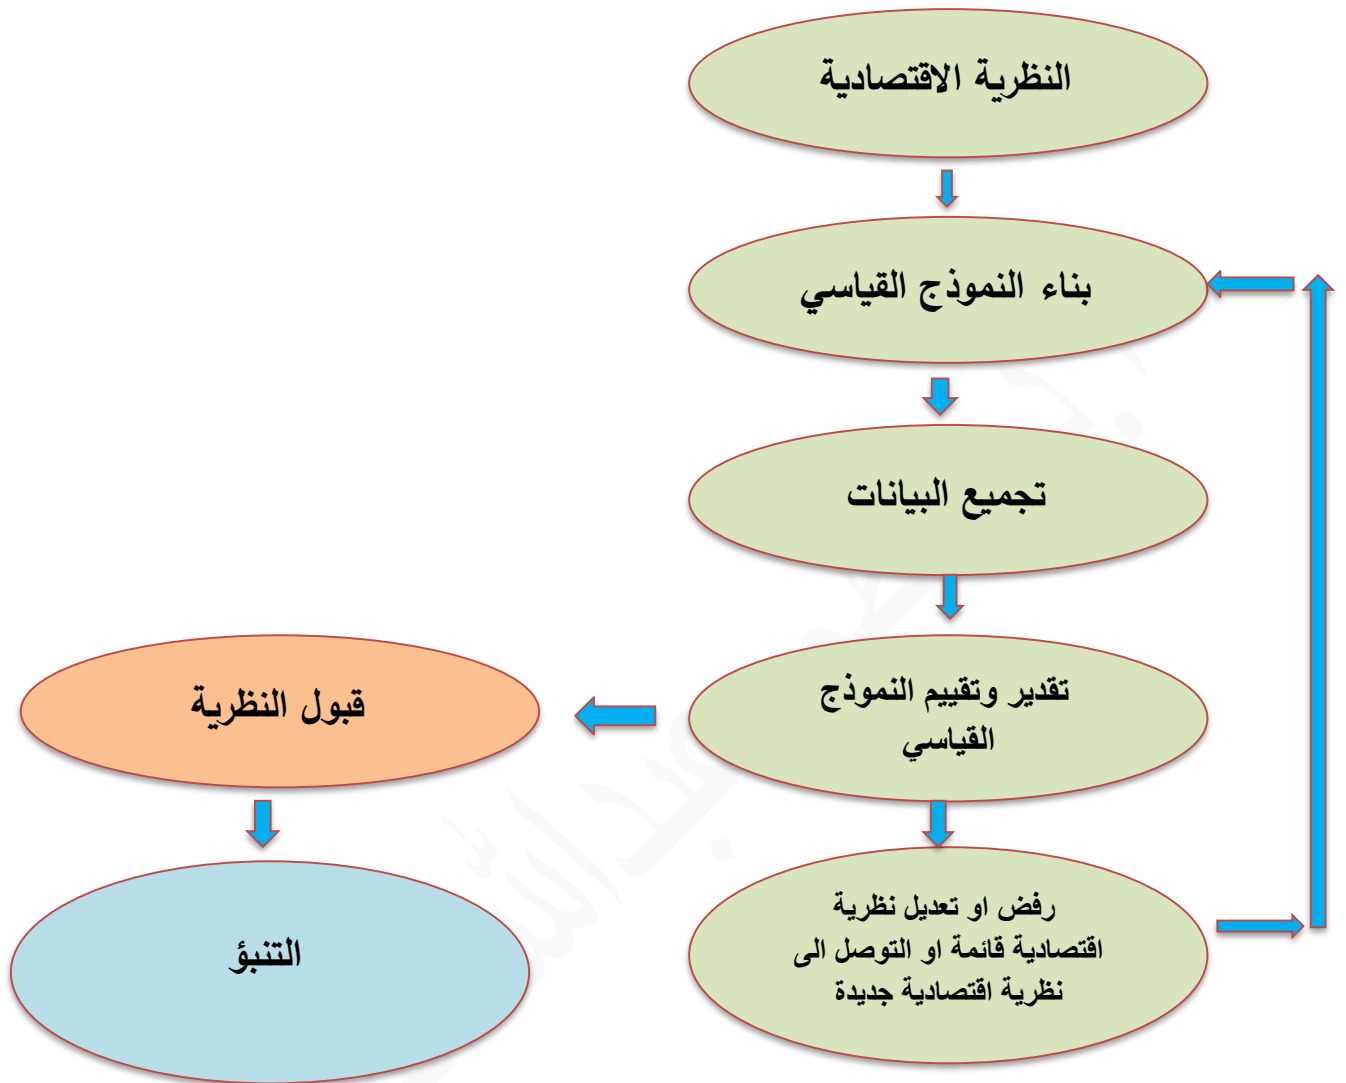 النظرية الاقتصادية
بناء النموذج القياسي
تجميع البيانات
تقدير وتقييم النموذج
القياسي
قبول النظرية
رفض او تعديل نظرية
اقتصادية قائمة او التوصل الى
نظرية اقتصادية جديدة
التنبؤ